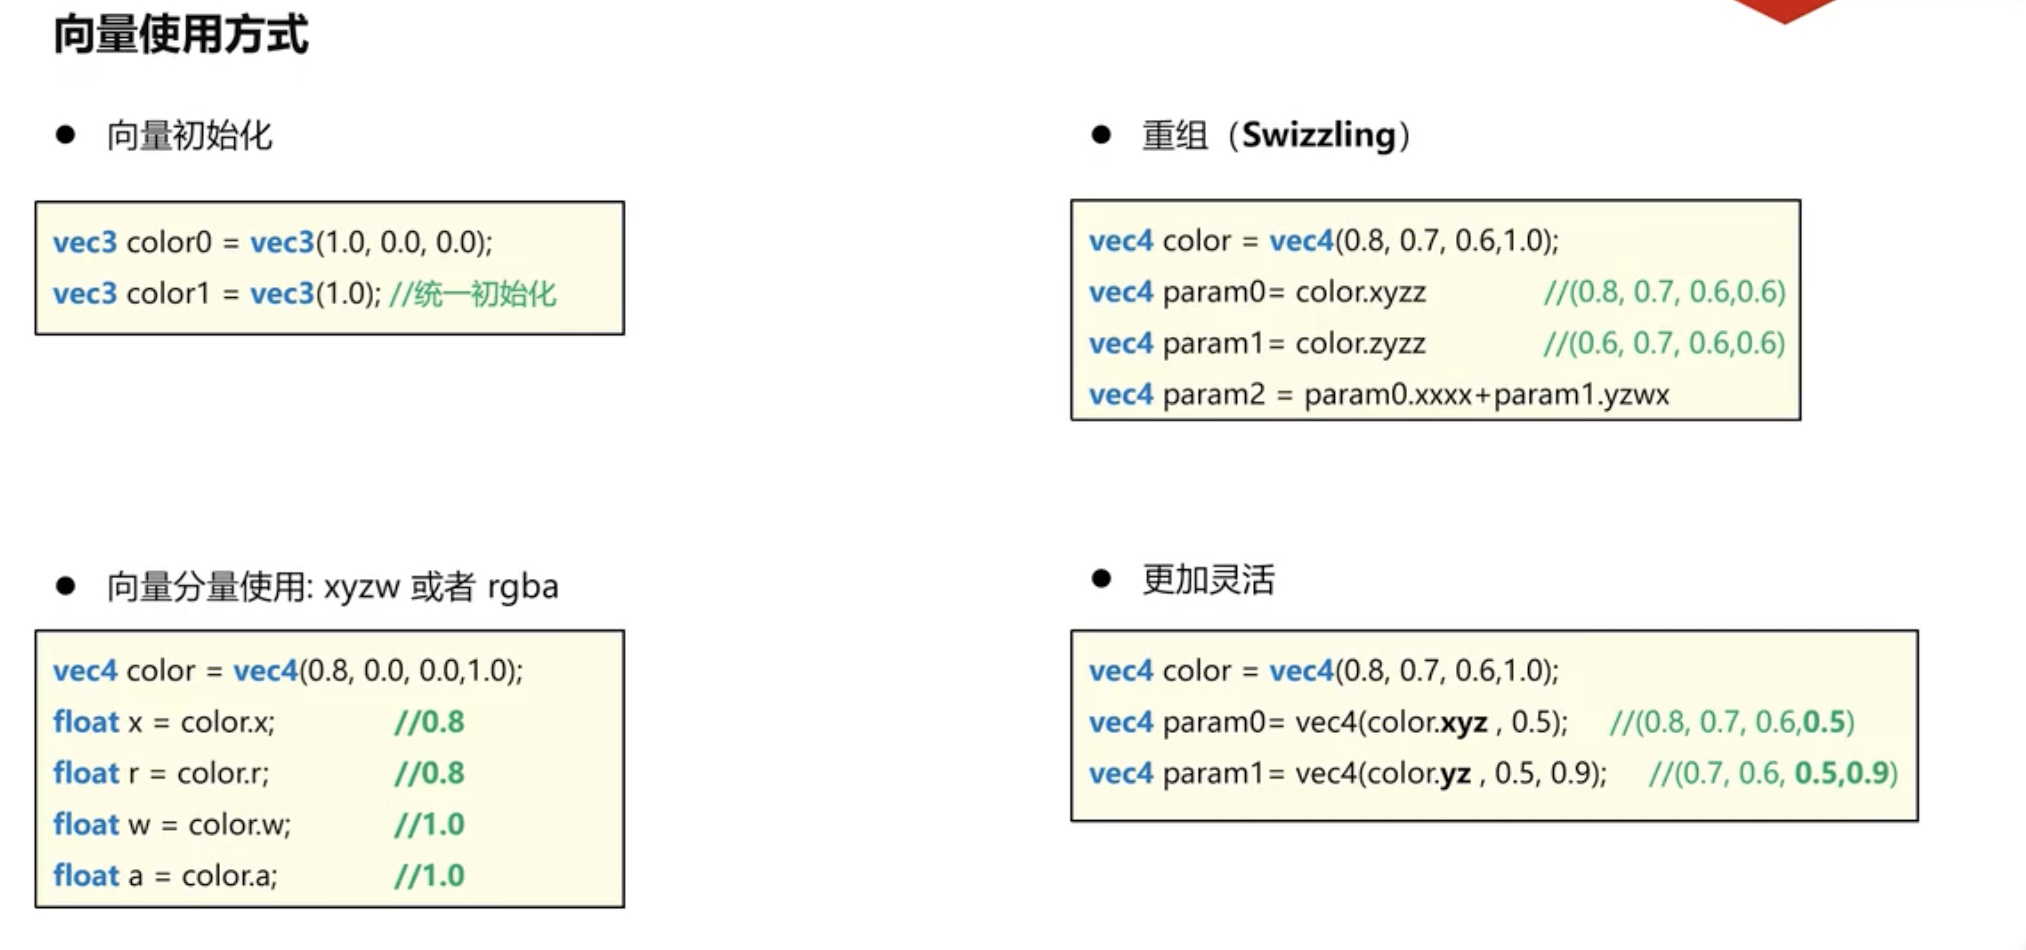 向量使用方式
● 向量初始化
vec3 color0 = vec3(1.0, 0.0, 0.0);
vec3 color1 = vec3(1.0); //统一初始化
● 向量分量使用: xyzw 或者 rgba
vec4 color = vec4(0.8, 0.0, 0.0,1.0);
float x = color.x; //0.8
float r = color.r; //0.8
float w = color.w; //1.0
float a = color.a; //1.0
● 重组（Swizzling）
vec4 color = vec4(0.8, 0.7, 0.6,1.0);
vec4 param0= color.xyzz //(0.8, 0.7, 0.6,0.6)
vec4 param1= color.zyzz //(0.6, 0.7, 0.6,0.6)
vec4 param2 = param0.xxxx+param1.yzwx
● 更加灵活
vec4 color = vec4(0.8, 0.7, 0.6,1.0);
vec4 param0= vec4(color.xyz , 0.5); //(0.8, 0.7, 0.6,0.5)
vec4 param1= vec4(color.yz , 0.5, 0.9); //(0.7, 0.6, 0.5,0.9)